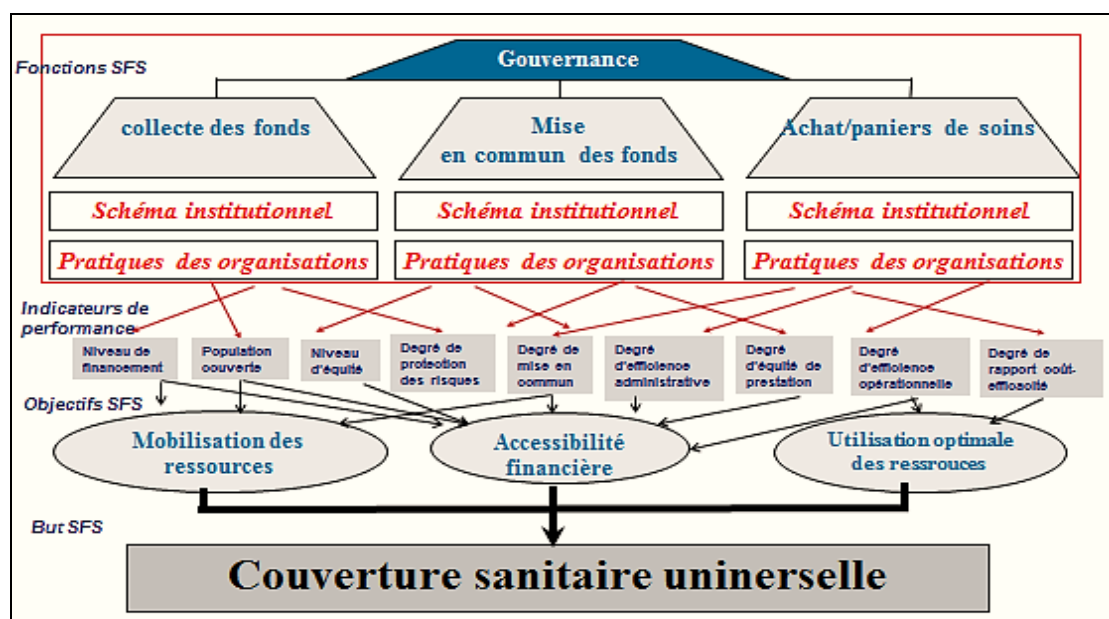 Fonctions SFS
Gouvernance
collecte des fonds
Mise
en commun des fonds
Achat/paniers de soins
Schéma institutionnel
Schéma institutionnel
Schéma institutionnel
Pratiques des organisations
Pratiques des organisations
Pratiques des organisations
Indicateurs de
performance
Niveau de
financement
Population
couverte
Niveau
d'équité
Degré de
protection
des risques
Degré de
mise en
commun
Degré
d'efficience
administrative
Degré
d'équité de
prestation
Degré
d'efficience
opérationnelle
Degré de
rapport coût-
efficacité
Objectifs SFS
Mobilisation des
ressources
Accessibilité
financière
Utilisation optimale
des ressrouces
But SFS
Couverture sanitaire uninerselle